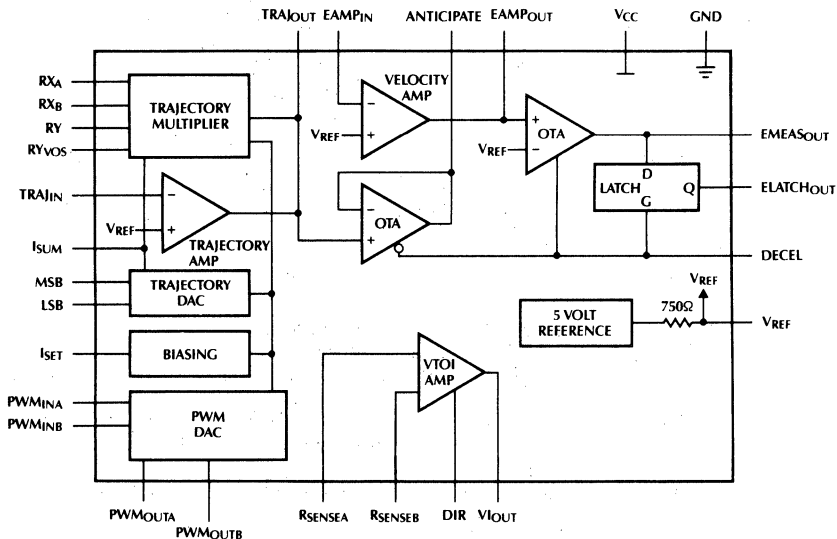 TRAJOUT EAMPIN ANTICIPATE EAMPOUT VCC GND
RXA
RXB
RY
RYVOS
TRAJIN
ISUM
MSB
LSB
ISET
PWMINA
PWMINB
TRAJECTORY
MULTIPLIER
VREF
-
+
TRAJECTORY
AMP
TRAJECTORY
DAC
BIASING
PWM
DAC
VELOCITY
AMP
-
+
VREF
-
+
OTA
+
-
OTA
VREF
D
LATCH Q
G
5 VOLT
REFERENCE
750Ω
VREF
VTOI
AMP
EMEASOUT
ELATCHOUT
DECEL
VREF
PWMOUTA
PWMOUTB
RSENSEA RSENSEB DIR VIOUT